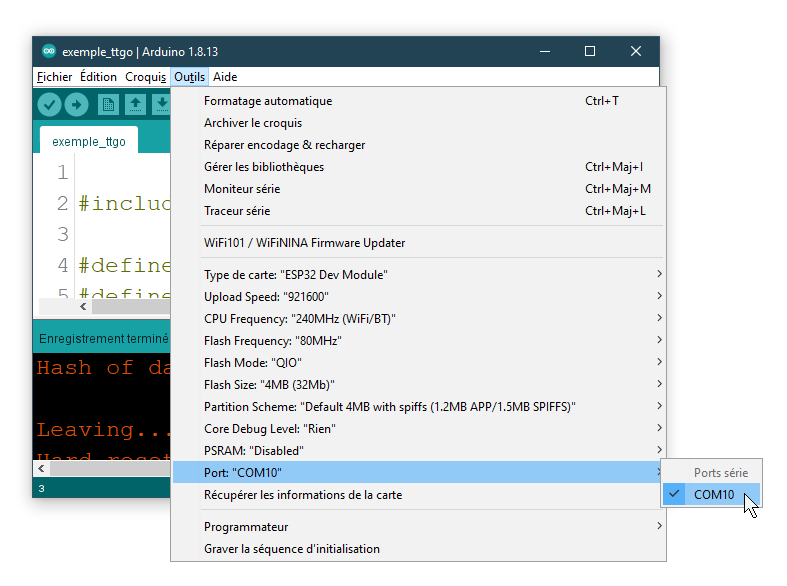 exemple_ttgo | Arduino 1.8.13
Fichier Édition Croquis Outils Aide
exemple_ttgo
1
2 #includ
3
4 #define
5 #define
Enregistrement terminé
Hash of da
Leaving...
Hard reset
3
Formatage automatique Ctrl+T
Archiver le croquis
Réparer encodage & recharger
Gérer les bibliothèques Ctrl+Maj+I
Moniteur série Ctrl+Maj+M
Traceur série Ctrl+Maj+L
WiFi101 / WiFiNINA Firmware Updater
Type de carte: "ESP32 Dev Module"
Upload Speed: "921600"
CPU Frequency: "240MHz (WiFi/BT)"
Flash Frequency: "80MHz"
Flash Mode: "QIO"
Flash Size: "4MB (32Mb)"
Partition Scheme: "Default 4MB with spiffs (1.2MB APP/1.5MB SPIFFS)"
Core Debug Level: "Rien"
PSRAM: "Disabled"
Port: "COM10"
Récupérer les informations de la carte
Programmateur
Graver la séquence d'initialisation
Ports série
COM10